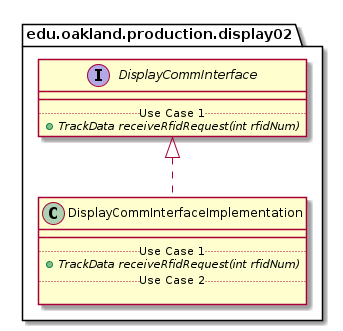 edu.oakland.production.display02
I DisplayCommInterface
Use Case 1
TrackData receiveRfidRequest(int rfidNum)
C DisplayCommInterfaceImplementation
Use Case 1
TrackData receiveRfidRequest(int rfidNum)
Use Case 2